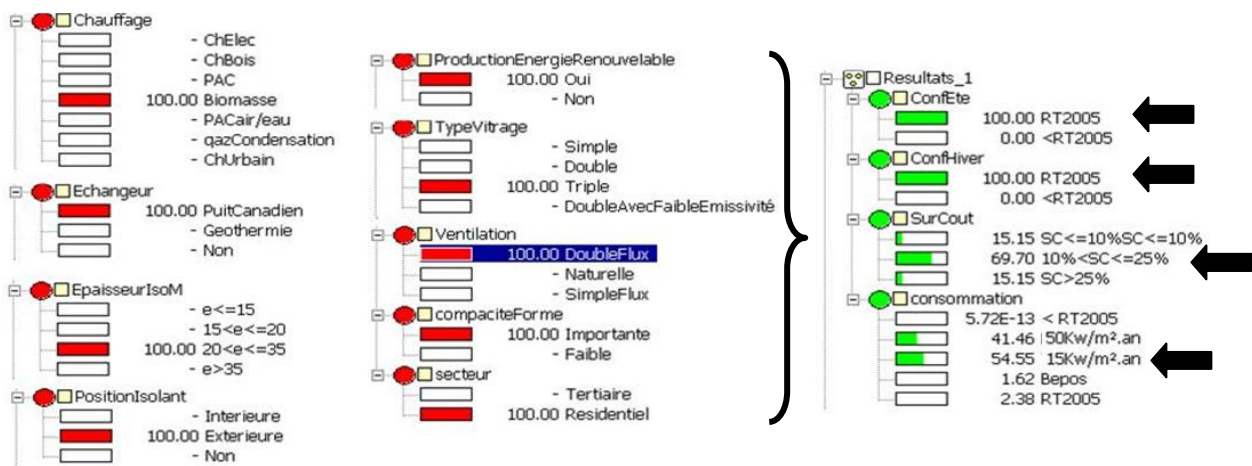 Chauffage
- ChElec
- ChBois
- PAC
100.00 Biomasse
- PACair/eau
- qazCondensation
- ChUrbain
Echangeur
100.00 PuitCanadien
- Geothermie
- Non
EpaisseurIsoM
- e<=15
- 15<e<=20
100.00 20<e<=35
- e>35
PositionIsolant
- Interieure
100.00 Exterieure
- Non
ProductionEnergieRenouvelable
100.00 Oui
- Non
TypeVitrage
- Simple
- Double
100.00 Triple
- DoubleAvecFaibleEmissivité
Ventilation
100.00 DoubleFlux
- Naturelle
- SimpleFlux
compaciteForme
100.00 Importante
- Faible
secteur
- Tertiaire
100.00 Residentiel
Resultats_1
ConfEte
100.00 RT2005
0.00 <RT2005
ConfHiver
100.00 RT2005
0.00 <RT2005
SurCout
15.15 SC<=10%SC<=10%
69.70 10%<SC<=25%
15.15 SC>25%
consommation
5.72E-13 < RT2005
41.46 50Kw/m².an
54.55 15Kw/m².an
1.62 Bepos
2.38 RT2005